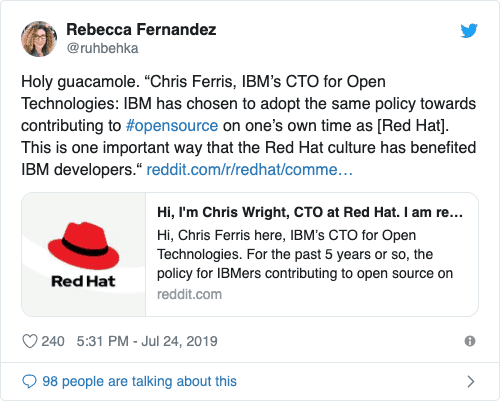 Rebecca Fernandez
@ruhbehka
Holy guacamole. “Chris Ferris, IBM’s CTO for Open
Technologies: IBM has chosen to adopt the same policy towards
contributing to #opensource on one’s own time as [Red Hat].
This is one important way that the Red Hat culture has benefited
IBM developers.“ reddit.com/r/redhat/comme…
Red Hat
Hi, I'm Chris Wright, CTO at Red Hat. I am re…
Hi, Chris Ferris here, IBM’s CTO for Open
Technologies. For the past 5 years or so, the
policy for IBMers contributing to open source on
reddit.com
240 5:31 PM - Jul 24, 2019
98 people are talking about this